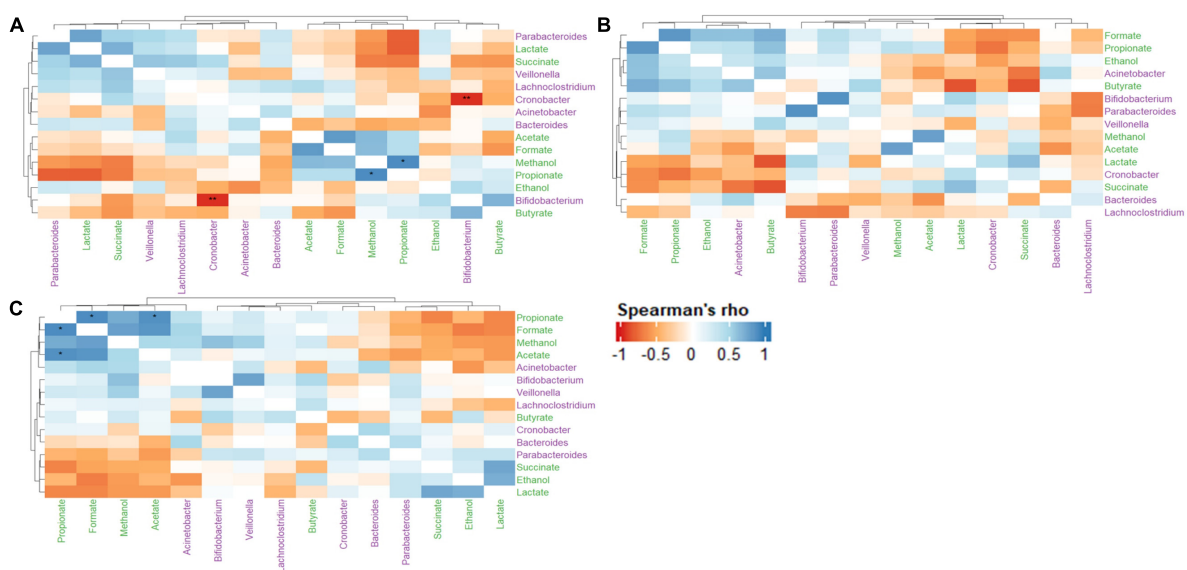 A
Parabacteroides
Lactate
Succinate
Veillonella
Lachnoclostridium
Cronobacter
**
Acinetobacter
Bacteroides
Acetate
Formate
Methanol
*
Propionate
*
Ethanol
Bifidobacterium
**
Butyrate
Parabacteroides
Lactate
Succinate
Veillonella
Lachnoclostridium
Cronobacter
Acinetobacter
Bacteroides
Acetate
Formate
Methanol
Propionate
Ethanol
Bifidobacterium
Butyrate
B
Formate
Propionate
Ethanol
Acinetobacter
Butyrate
Bifidobacterium
Parabacteroides
Veillonella
Methanol
Acetate
Lactate
Cronobacter
Succinate
Bacteroides
Lachnoclostridium
Formate
Propionate
Ethanol
Acinetobacter
Butyrate
Bifidobacterium
Parabacteroides
Veillonella
Methanol
Acetate
Lactate
Cronobacter
Succinate
Bacteroides
Lachnoclostridium
C
* * Propionate
* Formate
Methanol
* Acetate
Acinetobacter
Bifidobacterium
Veillonella
Lachnoclostridium
Butyrate
Cronobacter
Bacteroides
Parabacteroides
Succinate
Ethanol
Lactate
Propionate
Formate
Methanol
Acetate
Acinetobacter
Bifidobacterium
Veillonella
Lachnoclostridium
Butyrate
Cronobacter
Bacteroides
Parabacteroides
Succinate
Ethanol
Lactate
Spearman's rho
-1 -0.5 0 0.5 1